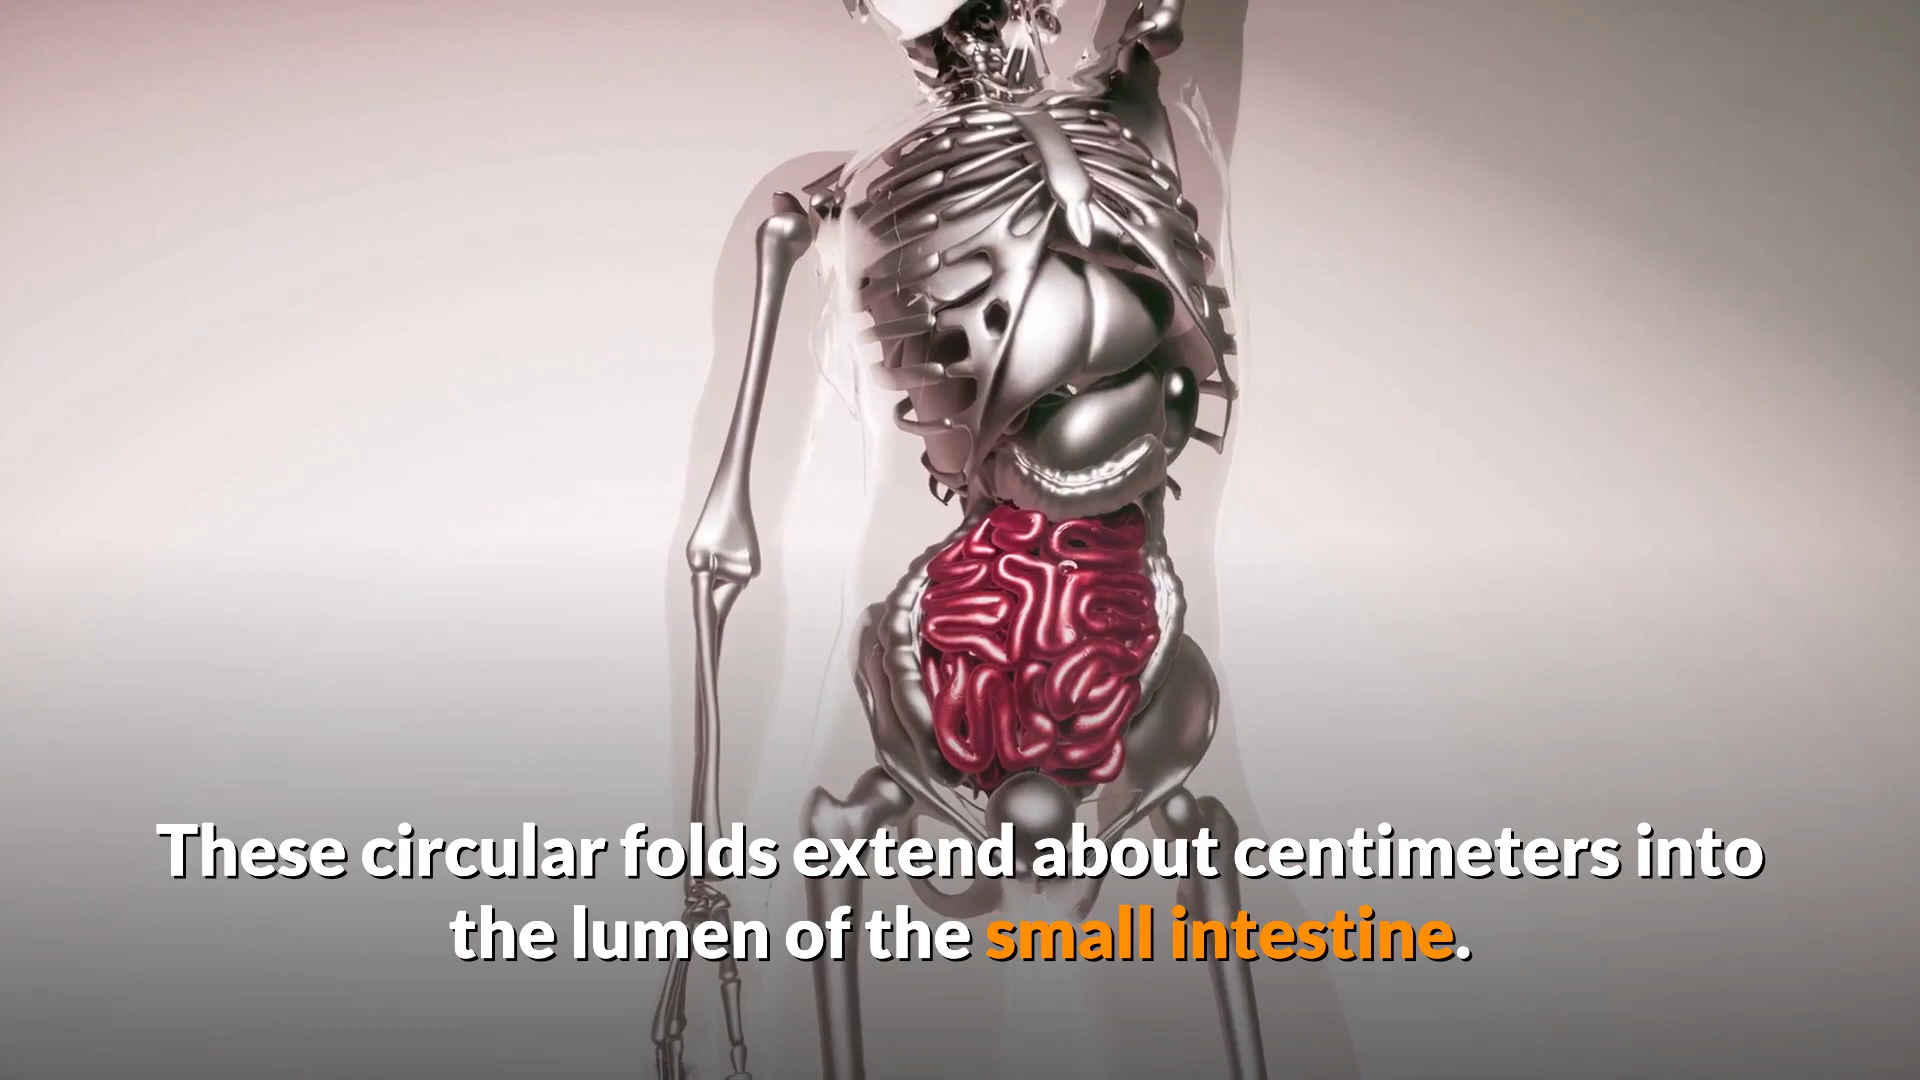 These circular folds extend about centimeters into
the lumen of the small intestine.